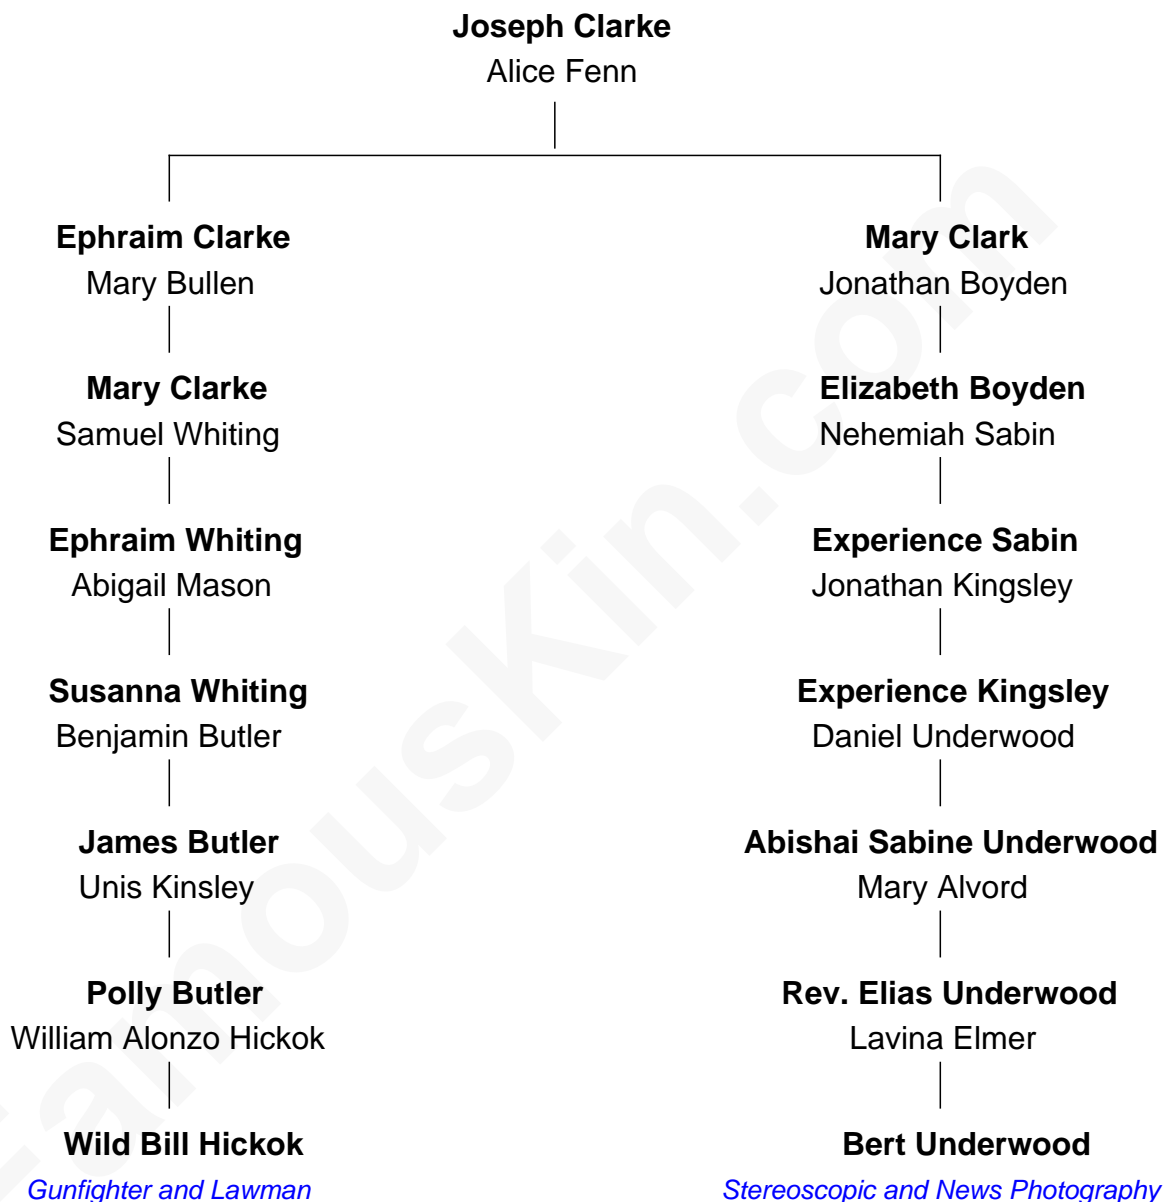 Joseph Clarke
Alice Fenn
Ephraim Clarke
Mary Bullen
Mary Clark
Jonathan Boyden
Mary Clarke
Samuel Whiting
Elizabeth Boyden
Nehemiah Sabin
Ephraim Whiting
Abigail Mason
Experience Sabin
Jonathan Kingsley
Susanna Whiting
Benjamin Butler
Experience Kingsley
Daniel Underwood
James Butler
Unis Kinsley
Abishai Sabine Underwood
Mary Alvord
Polly Butler
William Alonzo Hickok
Rev. Elias Underwood
Lavina Elmer
Wild Bill Hickok
Gunfighter and Lawman
Bert Underwood
Stereoscopic and News Photography
FamousKin.com